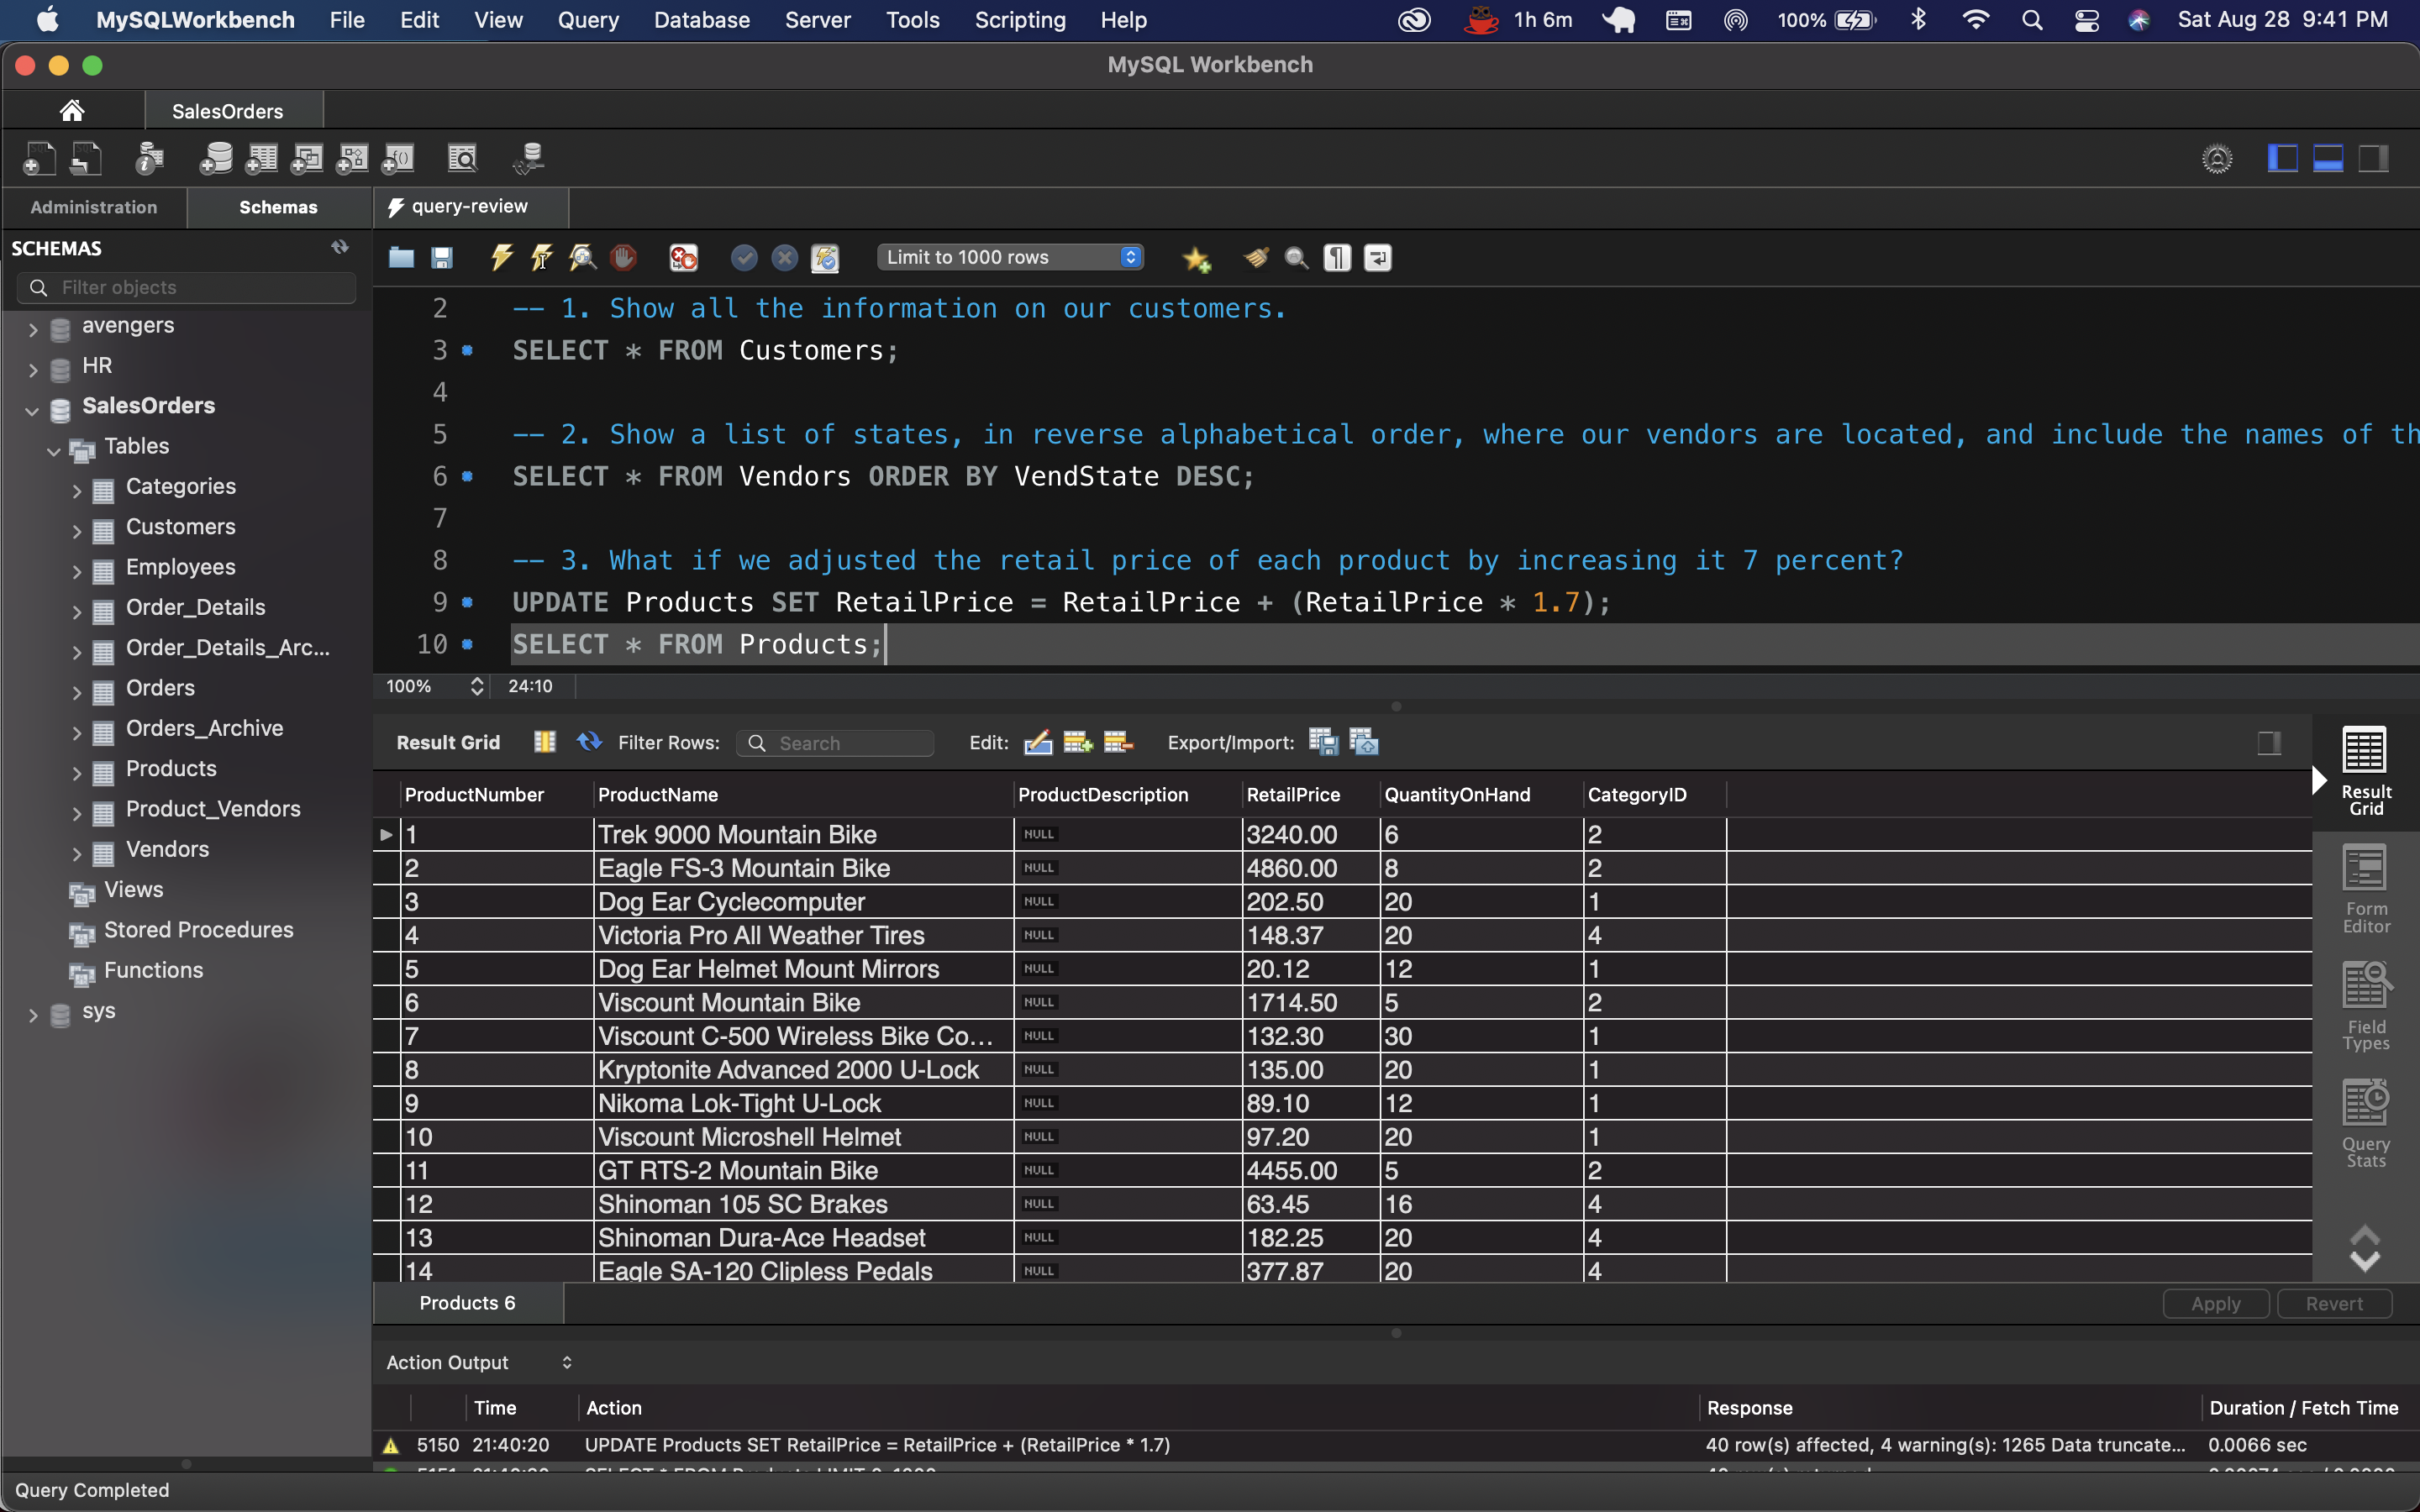 MySQLWorkbench File Edit View Query Database Server Tools Scripting Help 1h 6m 100% Sat Aug 28 9:41 PM
MySQL Workbench
SalesOrders
Administration Schemas query-review
SCHEMAS
Filter objects
Limit to 1000 rows
avengers
HR
SalesOrders
Tables
Categories
Customers
Employees
Order_Details
Order_Details_Arc...
Orders
Orders_Archive
Products
Product_Vendors
Vendors
Views
Stored Procedures
Functions
sys
2 -- 1. Show all the information on our customers.
3 SELECT * FROM Customers;
4
5 -- 2. Show a list of states, in reverse alphabetical order, where our vendors are located, and include the names of th
6 SELECT * FROM Vendors ORDER BY VendState DESC;
7
8 -- 3. What if we adjusted the retail price of each product by increasing it 7 percent?
9 UPDATE Products SET RetailPrice = RetailPrice + (RetailPrice * 1.7);
10 SELECT * FROM Products;
100% 24:10
Result Grid Filter Rows: Search Edit: Export/Import:
ProductNumber ProductName ProductDescription RetailPrice QuantityOnHand CategoryID
1 Trek 9000 Mountain Bike NULL 3240.00 6 2
2 Eagle FS-3 Mountain Bike NULL 4860.00 8 2
3 Dog Ear Cyclecomputer NULL 202.50 20 1
4 Victoria Pro All Weather Tires NULL 148.37 20 4
5 Dog Ear Helmet Mount Mirrors NULL 20.12 12 1
6 Viscount Mountain Bike NULL 1714.50 5 2
7 Viscount C-500 Wireless Bike Co... NULL 132.30 30 1
8 Kryptonite Advanced 2000 U-Lock NULL 135.00 20 1
9 Nikoma Lok-Tight U-Lock NULL 89.10 12 1
10 Viscount Microshell Helmet NULL 97.20 20 1
11 GT RTS-2 Mountain Bike NULL 4455.00 5 2
12 Shinoman 105 SC Brakes NULL 63.45 16 4
13 Shinoman Dura-Ace Headset NULL 182.25 20 4
14 Eagle SA-120 Clipless Pedals NULL 377.87 20 4
Result
Grid
Form
Editor
Field
Types
Query
Stats
Products 6 Apply Revert
Action Output
Time Action Response Duration / Fetch Time
5150 21:40:20 UPDATE Products SET RetailPrice = RetailPrice + (RetailPrice * 1.7) 40 row(s) affected, 4 warning(s): 1265 Data truncate... 0.0066 sec
Query Completed